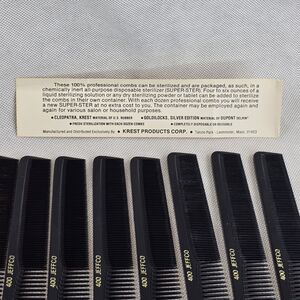 These 100% professional combs can be sterilized and are packaged, as such, in
a chemically inert all-purpose disposable sterilizer (SUPER-STER). Four to six ounces of a
liquid sterilizing solution or any dry sterilizing powder or tablet can be added to sterilize
the combs in their own container. With each dozen professional combs you will receive
a new SUPER-STER at no extra cost to you. The container may be employed again and
again for various salon or household purposes.
• CLEOPATRA, KREST MATERIAL OF U.S. RUBBER • GOLDILOCKS, SILVER EDITION MATERIAL OF DUPONT DELRIN
• FRESH STERILIZATION WITH EACH DOZEN COMBS • COMPLETELY DISPOSABLE OR REUSABLE
Manufactured and Distributed Exclusively By • KREST PRODUCTS CORP. • Leominster, Mass. 01453
400 JEFFCO
400 JEFFCO
400 JEFFCO
400 JEFFCO
400 JEFFCO
400 JEFFCO
400 JEFFCO